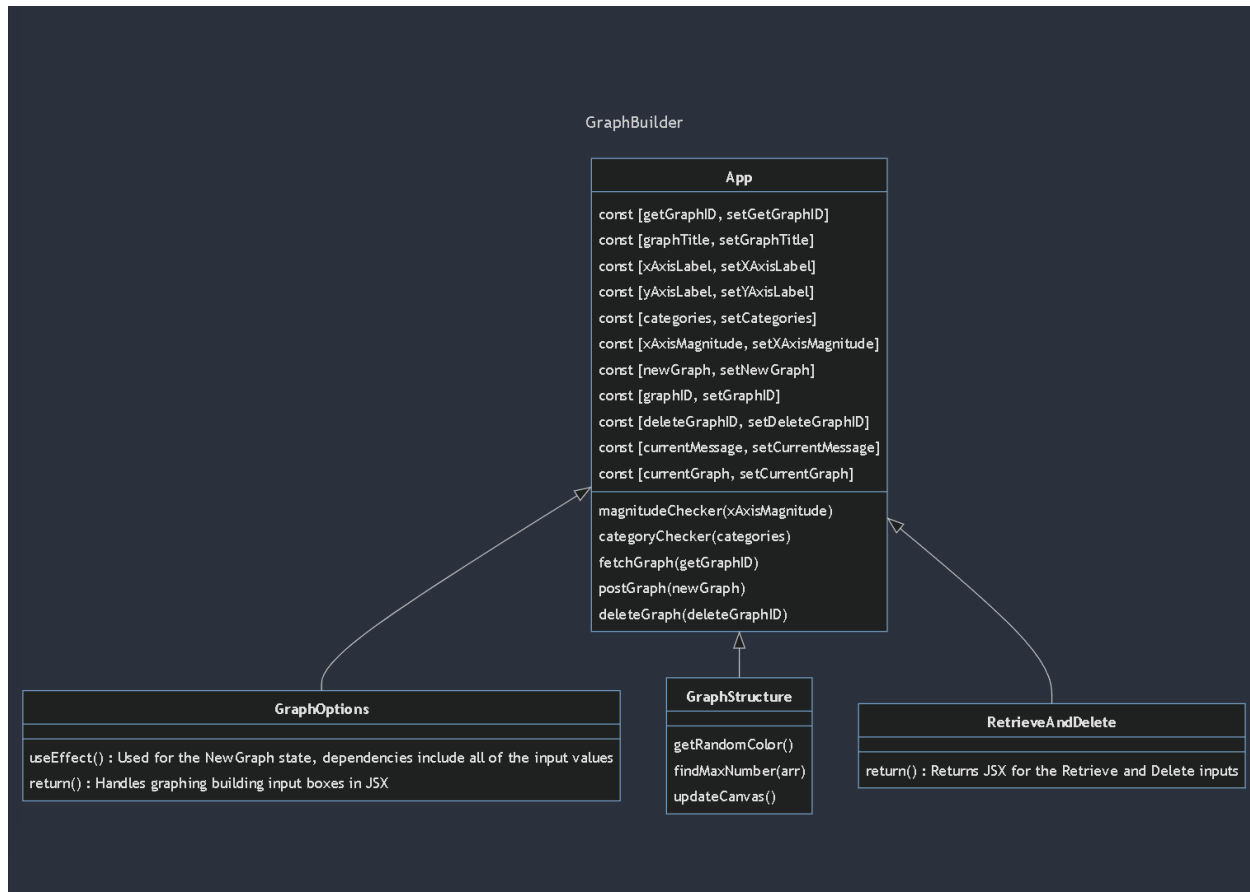 GraphBuilder
App
const [getGraphID, setGetGraphID]
const [graphTitle, setGraphTitle]
const [xAxisLabel, setXAxisLabel]
const [yAxisLabel, setYAxisLabel]
const [categories, setCategories]
const [xAxisMagnitude, setXAxisMagnitude]
const [newGraph, setNewGraph]
const [graphID, setGraphID]
const [deleteGraphID, setDeleteGraphID]
const [currentMessage, setCurrentMessage]
const [currentGraph, setCurrentGraph]
magnitudeChecker(xAxisMagnitude)
categoryChecker(categories)
fetchGraph(getGraphID)
postGraph(newGraph)
deleteGraph(deleteGraphID)
GraphOptions
useEffect() : Used for the NewGraph state, dependencies include all of the input values
return() : Handles graphing building input boxes in JSX
GraphStructure
getRandomColor()
findMaxNumber(arr)
updateCanvas()
RetrieveAndDelete
return() : Returns JSX for the Retrieve and Delete inputs